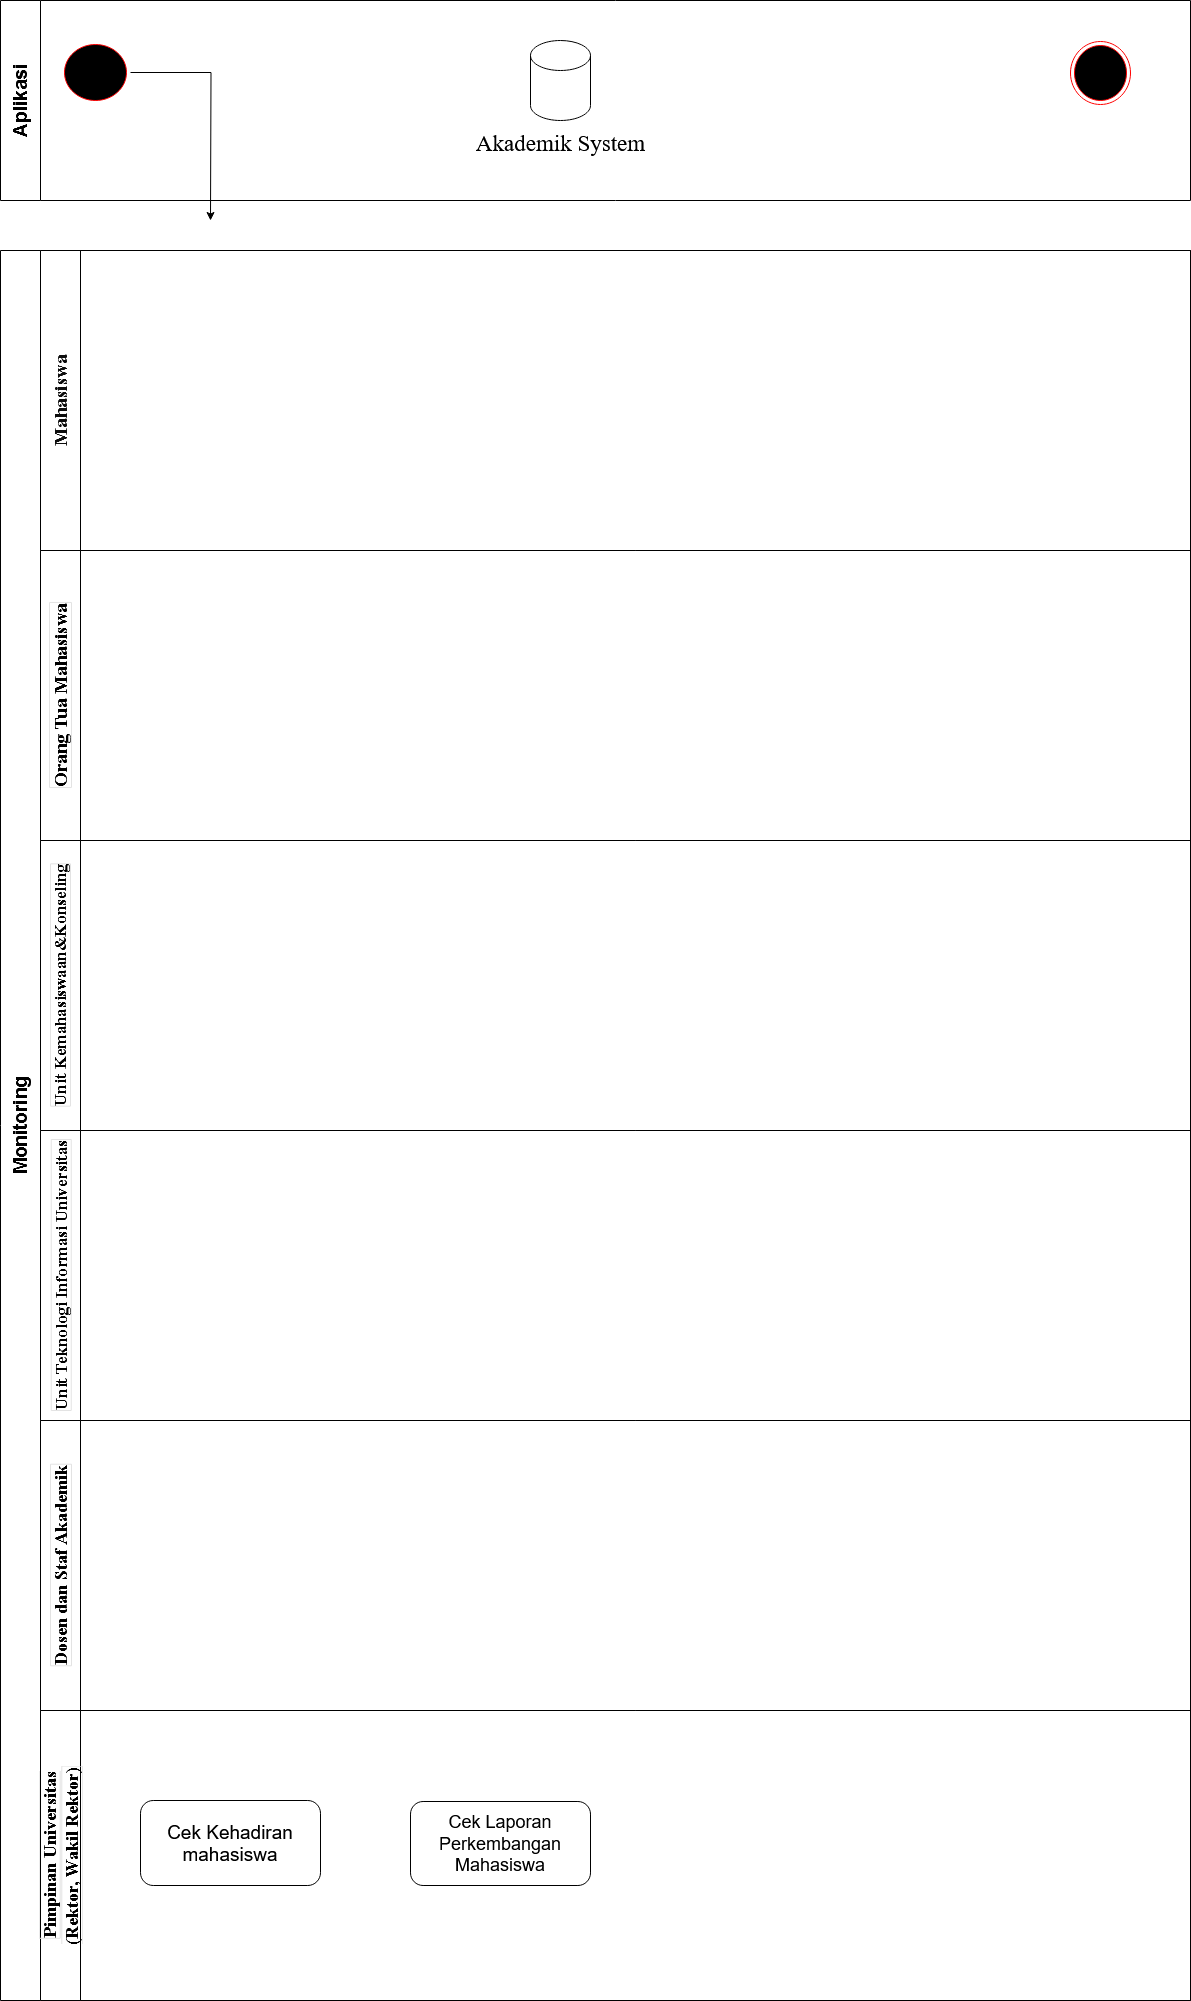 Aplikasi
Akademik System
Monitoring
Mahasiswa
Orang Tua Mahasiswa
Unit Kemahasiswaan&Konseling
Unit Teknologi Informasi Universitas
Dosen dan Staf Akademik
Pimpinan Universitas
(Rektor, Wakil Rektor)
Cek Kehadiran
mahasiswa
Cek Laporan
Perkembangan
Mahasiswa